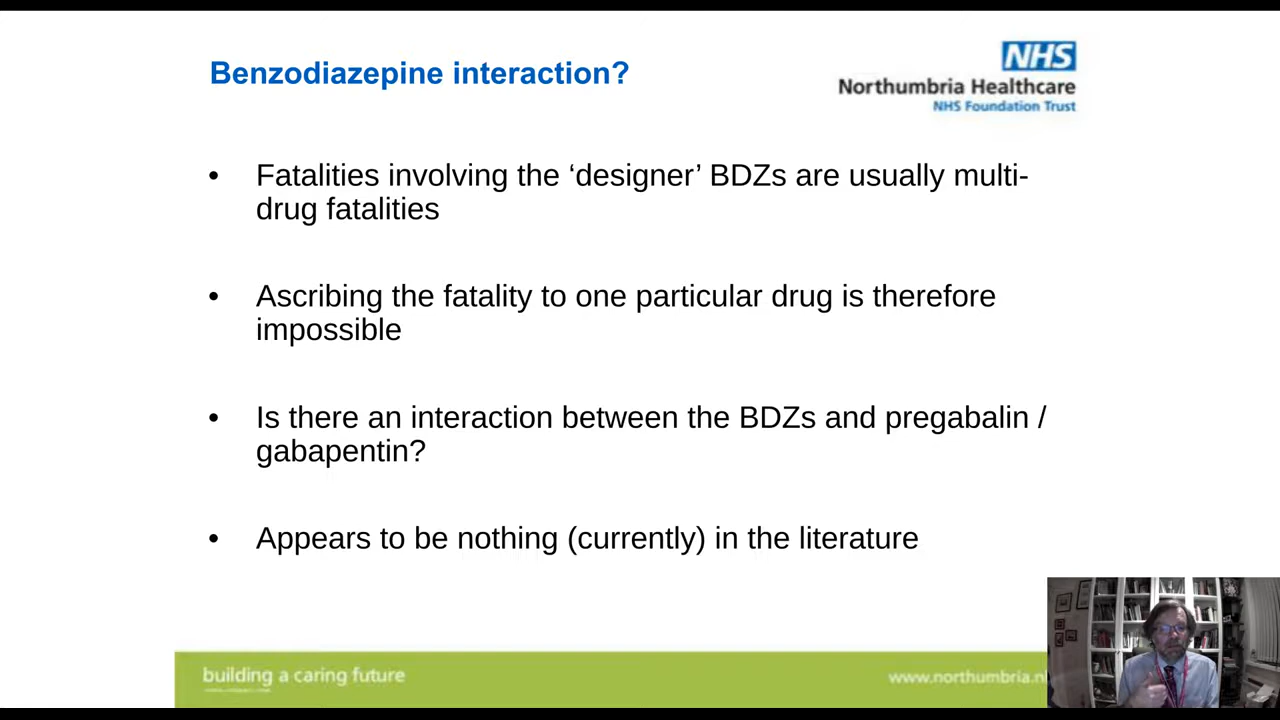 Benzodiazepine interaction?
NHS
Northumbria Healthcare
NHS Foundation Trust
• Fatalities involving the ‘designer’ BDZs are usually multi-
drug fatalities
• Ascribing the fatality to one particular drug is therefore
impossible
• Is there an interaction between the BDZs and pregabalin /
gabapentin?
• Appears to be nothing (currently) in the literature
building a caring future
www.northumbria.n